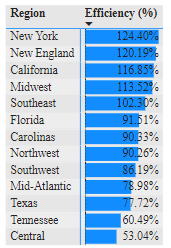 Region Efficiency (%)
New York 124.40%
New England 120.19%
California 116.85%
Midwest 113.52%
Southeast 102.30%
Florida 91.51%
Carolinas 90.33%
Northwest 90.26%
Southwest 86.19%
Mid-Atlantic 78.98%
Texas 77.72%
Tennessee 60.49%
Central 53.04%